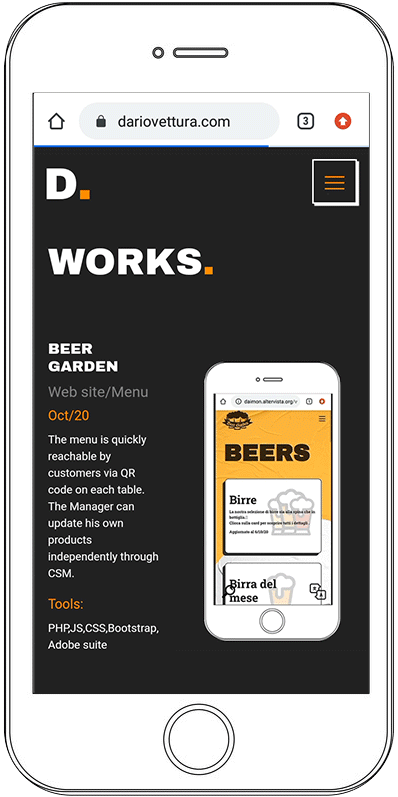 dariovettura.com
3
D.
WORKS.
BEER
GARDEN
Web site/Menu
Oct/20
The menu is quickly
reachable by
customers via QR
code on each table.
The Manager can
update his own
products
independently through
CSM.
Tools:
PHP,JS,CSS,Bootstrap,
Adobe suite
daimon.altervista.org/v
BEERS
Birre
La nostra selezione di birre sia alla spina che in
bottiglia.
Clicca sulla card per scoprire tutti i dettagli.
Aggiornato al 6/10/20
Birra del
mese